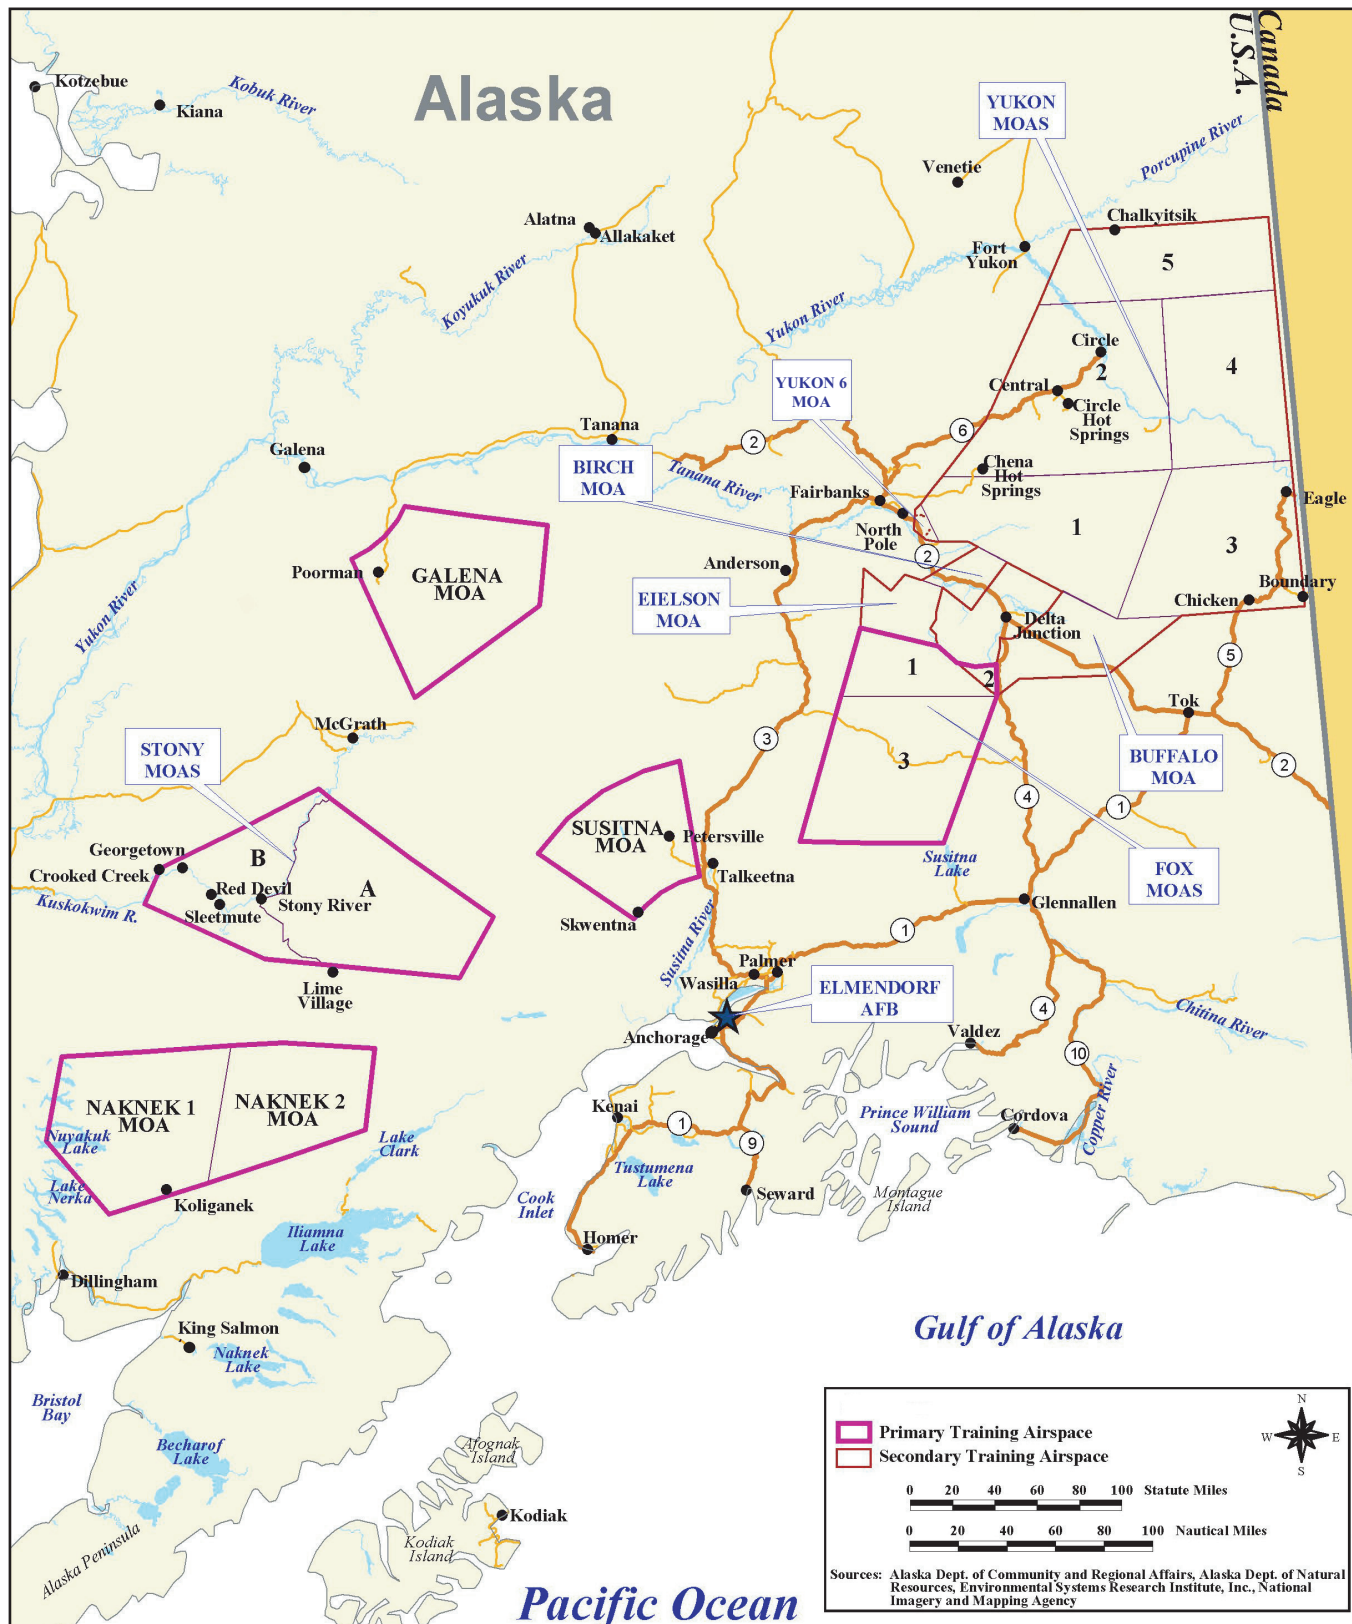 Canada
U.S.A.
Kotzebue
Kiana
Kobuk River
Alaska
YUKON
MOAS
Venetie
Porcupine River
Alatna
Allakaket
Koyukuk River
Fort
Yukon
Chalkyitsik
5
Yukon River
Circle
2
4
Central
Circle
Hot
Springs
YUKON 6
MOA
6
Tanana
2
Galena
BIRCH
MOA
Tanana River
Chena
Hot
Springs
Fairbanks
North
Pole
Eagle
1
3
2
Anderson
Poorman
GALENA
MOA
EIELSON
MOA
Boundary
Chicken
Delta
Junction
Yukon River
1
2
5
Tok
McGrath
STONY
MOAS
3
3
BUFFALO
MOA
2
4
1
SUSITNA
MOA
Petersville
Talkeetna
Georgetown
Crooked Creek
B
A
Red Devil
Sleetmute
Stony River
Kuskokwim R.
Susitna
Lake
FOX
MOAS
Skwentna
Glennallen
1
Susitna River
Lime
Village
Palmer
Wasilla
ELMENDORF
AFB
Anchorage
Valdez
4
Chitina River
10
NAKNEK 1
MOA
NAKNEK 2
MOA
Nuyakuk
Lake
Lake
Clark
Kenai
1
9
Prince William
Sound
Cordova
Copper River
Tustumena
Lake
Lake
Nerka
Koliganek
Cook
Inlet
Seward
Montague
Island
Iliamna
Lake
Homer
Dillingham
King Salmon
Naknek
Lake
Gulf of Alaska
Bristol
Bay
Becharof
Lake
Afognak
Island
Kodiak
Kodiak
Island
Alaska Peninsula
Pacific Ocean
Primary Training Airspace
Secondary Training Airspace
N
W E
S
0 20 40 60 80 100 Statute Miles
0 20 40 60 80 100 Nautical Miles
Sources: Alaska Dept. of Community and Regional Affairs, Alaska Dept. of Natural
Resources, Environmental Systems Research Institute, Inc., National
Imagery and Mapping Agency